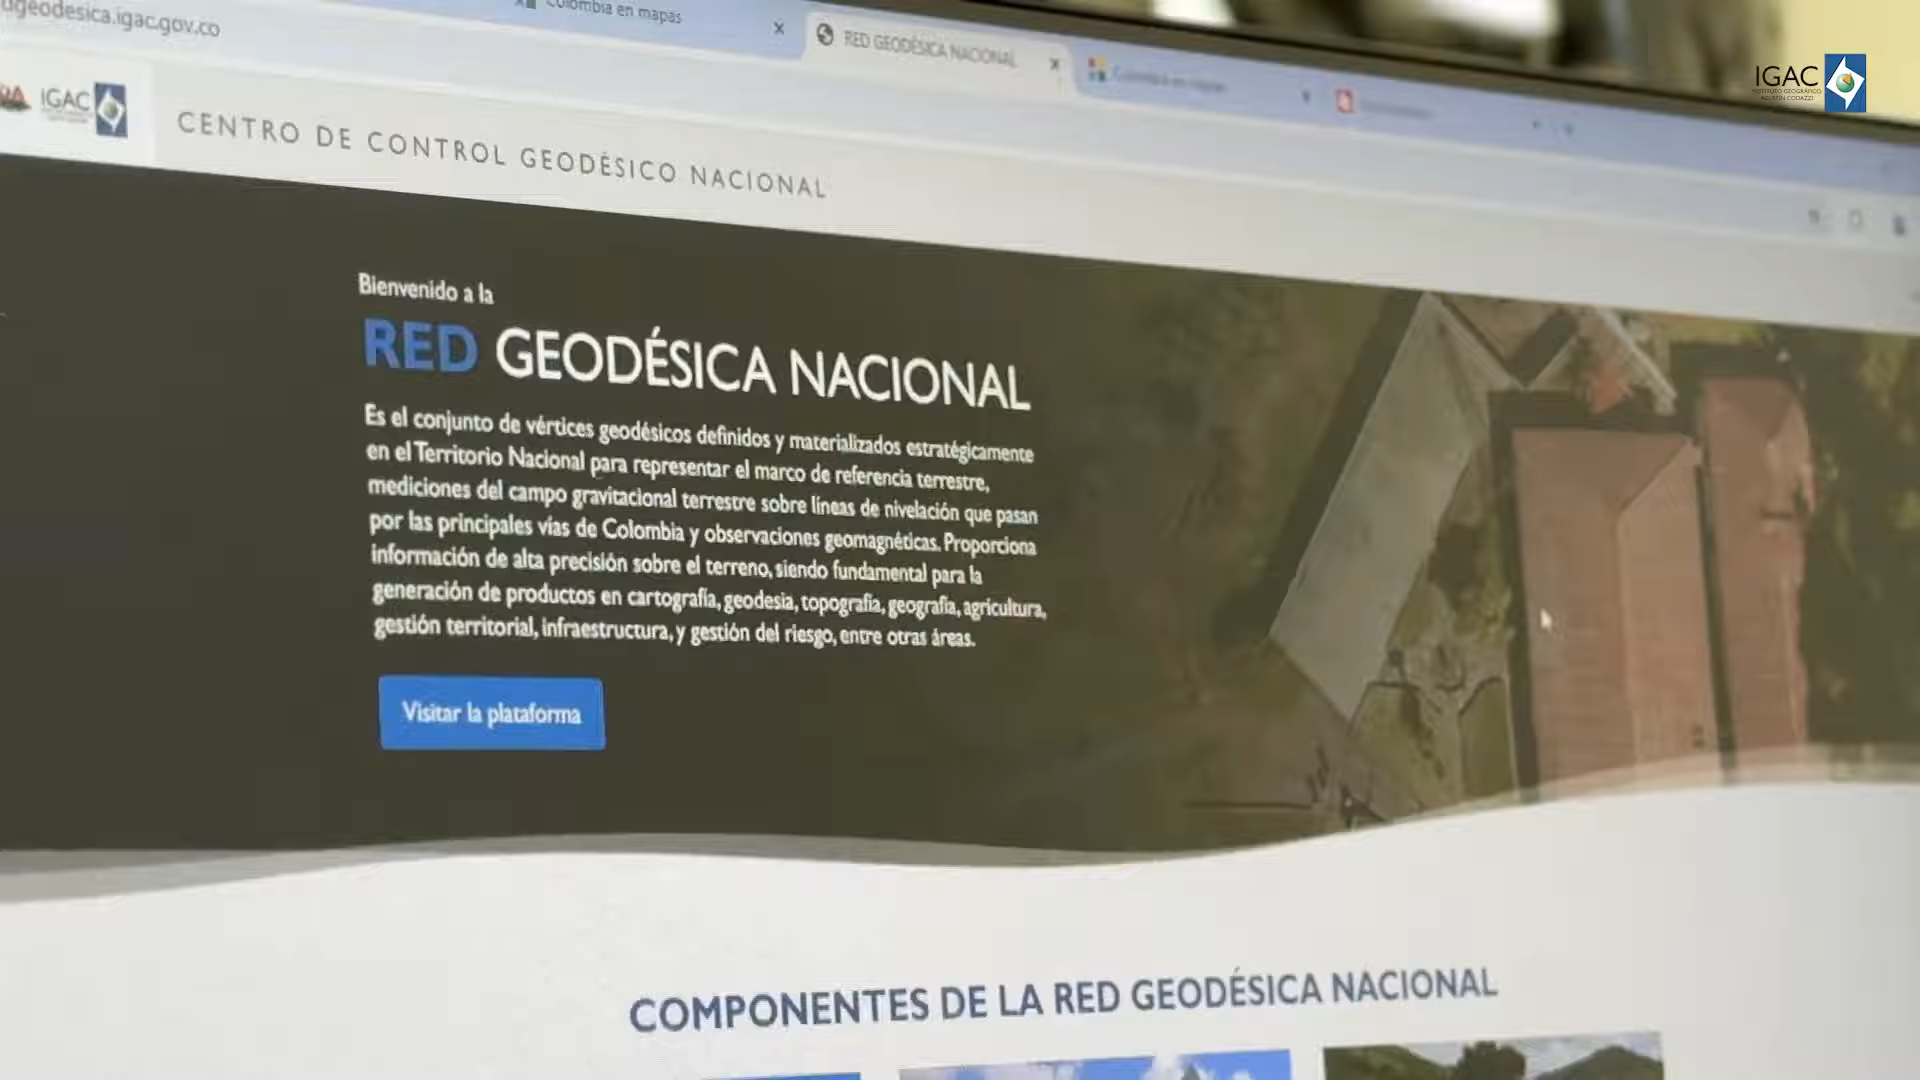 geodesica.igac.gov.co
Colombia en mapas
RED GEODÉSICA NACIONAL
IGAC
INSTITUTO GEOGRÁFICO
AGUSTÍN CODAZZI
IGAC
CENTRO DE CONTROL GEODÉSICO NACIONAL
Bienvenido a la
RED GEODÉSICA NACIONAL
Es el conjunto de vértices geodésicos definidos y materializados estratégicamente
en el Territorio Nacional para representar el marco de referencia terrestre,
mediciones del campo gravitacional terrestre sobre líneas de nivelación que pasan
por las principales vías de Colombia y observaciones geomagnéticas. Proporciona
información de alta precisión sobre el terreno, siendo fundamental para la
generación de productos en cartografía, geodesia, topografía, geografía, agricultura,
gestión territorial, infraestructura, y gestión del riesgo, entre otras áreas.
Visitar la plataforma
COMPONENTES DE LA RED GEODÉSICA NACIONAL